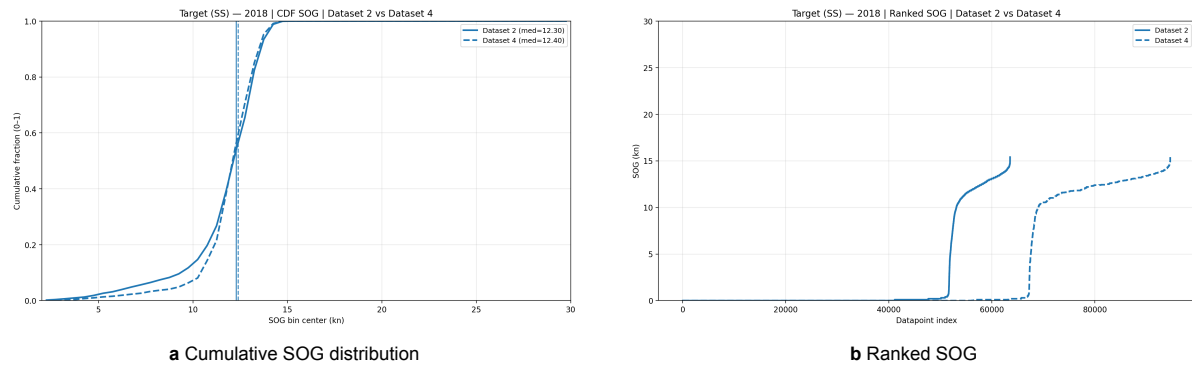 Target (SS) — 2018 | CDF SOG | Dataset 2 vs Dataset 4
1.0
0.8
0.6
0.4
0.2
0.0
Cumulative fraction (0–1)
Dataset 2 (med=12.30)
Dataset 4 (med=12.40)
5
10
15
20
25
30
SOG bin center (kn)
a Cumulative SOG distribution
Target (SS) — 2018 | Ranked SOG | Dataset 2 vs Dataset 4
30
25
20
15
10
5
0
SOG (kn)
Dataset 2
Dataset 4
0
20000
40000
60000
80000
Datapoint index
b Ranked SOG